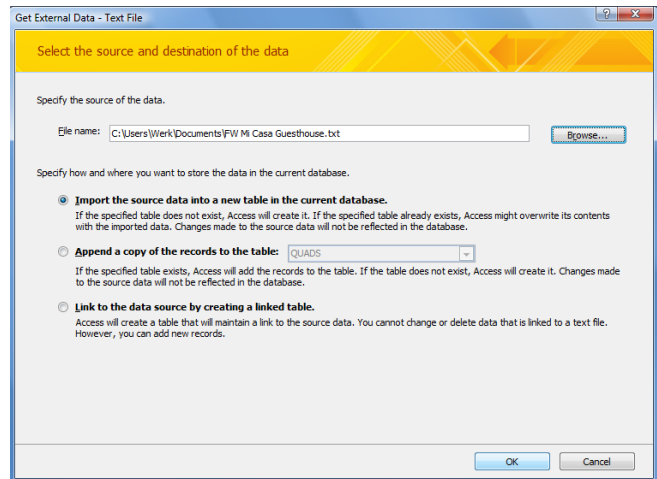 Get External Data - Text File
Select the source and destination of the data
Specify the source of the data.
File name: C:\Users\Werk\Documents\FW Mi Casa Guesthouse.txt Browse...
Specify how and where you want to store the data in the current database.
Import the source data into a new table in the current database.
If the specified table does not exist, Access will create it. If the specified table already exists, Access might overwrite its contents
with the imported data. Changes made to the source data will not be reflected in the database.
Append a copy of the records to the table: QUADS
If the specified table exists, Access will add the records to the table. If the table does not exist, Access will create it. Changes made
to the source data will not be reflected in the database.
Link to the data source by creating a linked table.
Access will create a table that will maintain a link to the source data. You cannot change or delete data that is linked to a text file.
However, you can add new records.
OK Cancel